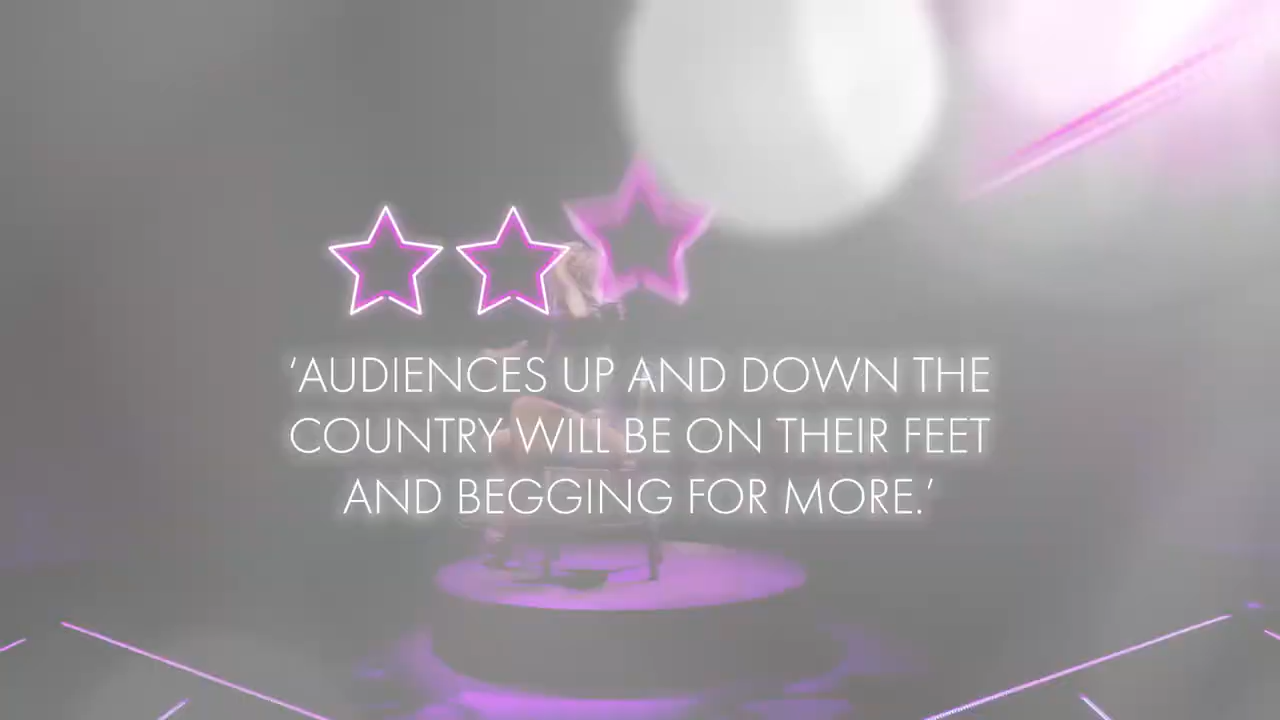 ‘AUDIENCES UP AND DOWN THE
COUNTRY WILL BE ON THEIR FEET
AND BEGGING FOR MORE.’